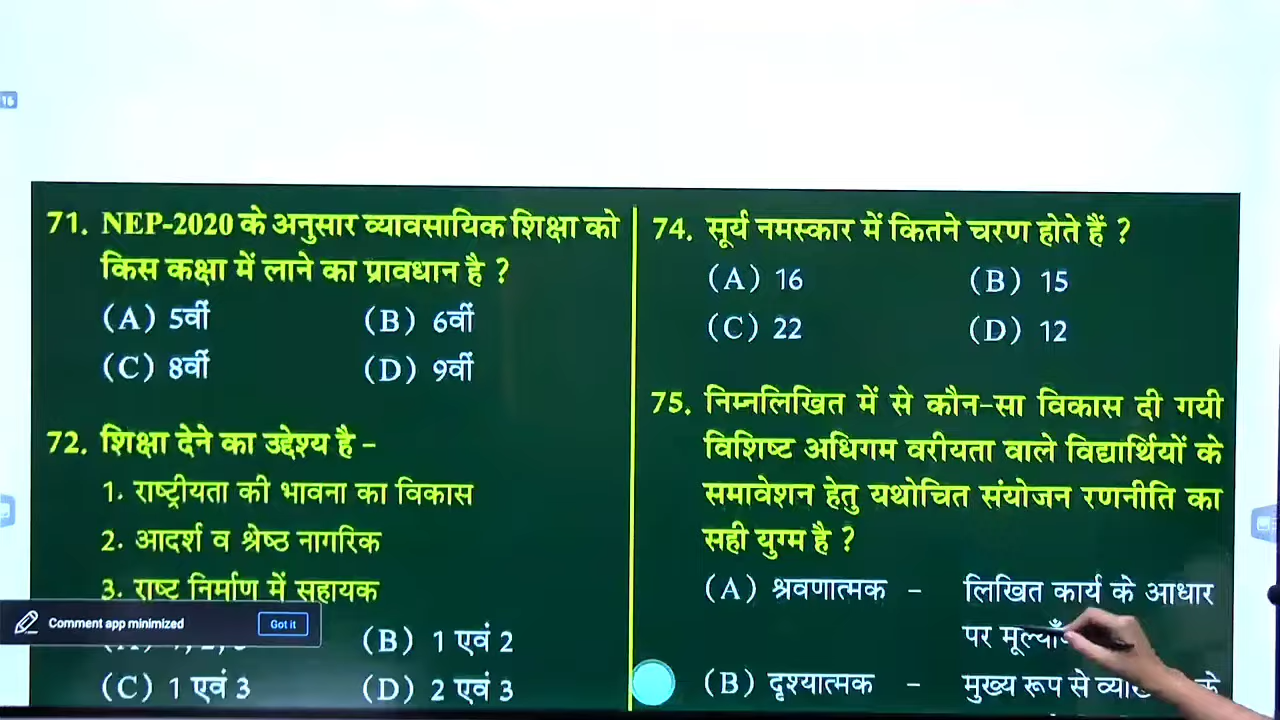 16
71. NEP-2020 के अनुसार व्यावसायिक शिक्षा को
किस कक्षा में लाने का प्रावधान है ?
(A) 5वीं (B) 6वीं
(C) 8वीं (D) 9वीं
72. शिक्षा देने का उद्देश्य है -
1. राष्ट्रीयता की भावना का विकास
2. आदर्श व श्रेष्ठ नागरिक
3. राष्ट निर्माण में सहायक
Comment app minimized Got it
(B) 1 एवं 2
(C) 1 एवं 3 (D) 2 एवं 3
74. सूर्य नमस्कार में कितने चरण होते हैं ?
(A) 16 (B) 15
(C) 22 (D) 12
75. निम्नलिखित में से कौन-सा विकास दी गयी
विशिष्ट अधिगम वरीयता वाले विद्यार्थियों के
समावेशन हेतु यथोचित संयोजन रणनीति का
सही युग्म है ?
(A) श्रवणात्मक - लिखित कार्य के आधार
पर
(B) दृश्यात्मक - मुख्य रूप से के